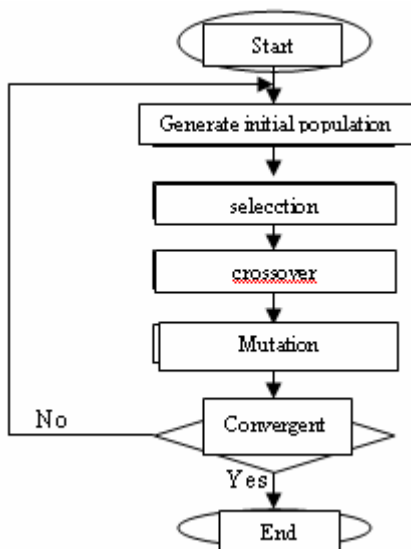 Start
Generate initial population
selecction
crossover
Mutation
Convergent
No
Yes
End